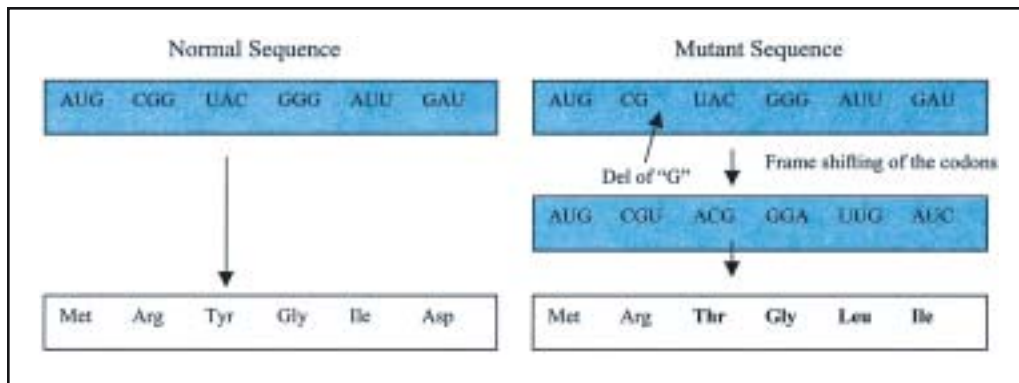 Normal Sequence
AUG CGG UAC GGG AUU GAU
Met Arg Tyr Gly Ile Asp
Mutant Sequence
AUG CG UAC GGG AUU GAU
Del of "G"
Frame shifting of the codons
AUG CGU ACG GGA UUG AUC
Met Arg Thr Gly Leu Ile